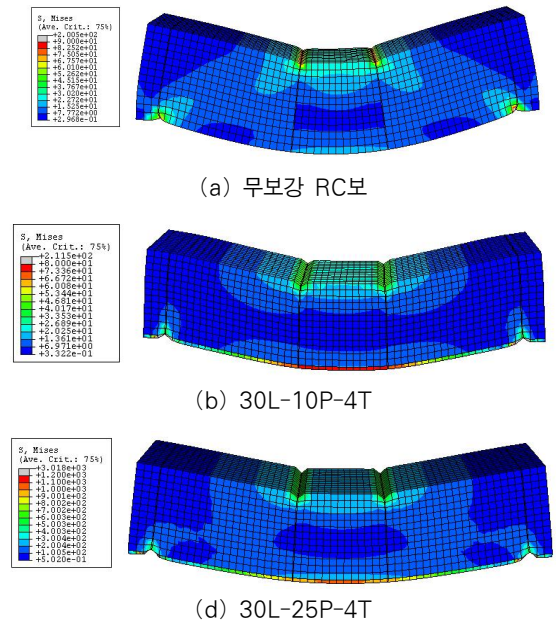 S, Mises
(Ave. Crit.: 75%)
+2.005e+02
+9.000e+01
+8.252e+01
+7.505e+01
+6.757e+01
+6.010e+01
+5.262e+01
+4.515e+01
+3.767e+01
+3.020e+01
+2.272e+01
+1.525e+01
+7.772e+00
+2.968e-01
(a) 무보강 RC보
S, Mises
(Ave. Crit.: 75%)
+2.115e+02
+8.000e+01
+7.336e+01
+6.672e+01
+6.008e+01
+5.344e+01
+4.681e+01
+4.017e+01
+3.353e+01
+2.689e+01
+2.025e+01
+1.361e+01
+6.971e+00
+3.322e-01
(b) 30L-10P-4T
S, Mises
(Ave. Crit.: 75%)
+3.018e+03
+1.200e+03
+1.100e+03
+1.000e+03
+9.001e+02
+8.002e+02
+7.002e+02
+6.003e+02
+5.003e+02
+4.003e+02
+3.004e+02
+2.004e+02
+1.005e+02
+5.020e-01
(d) 30L-25P-4T